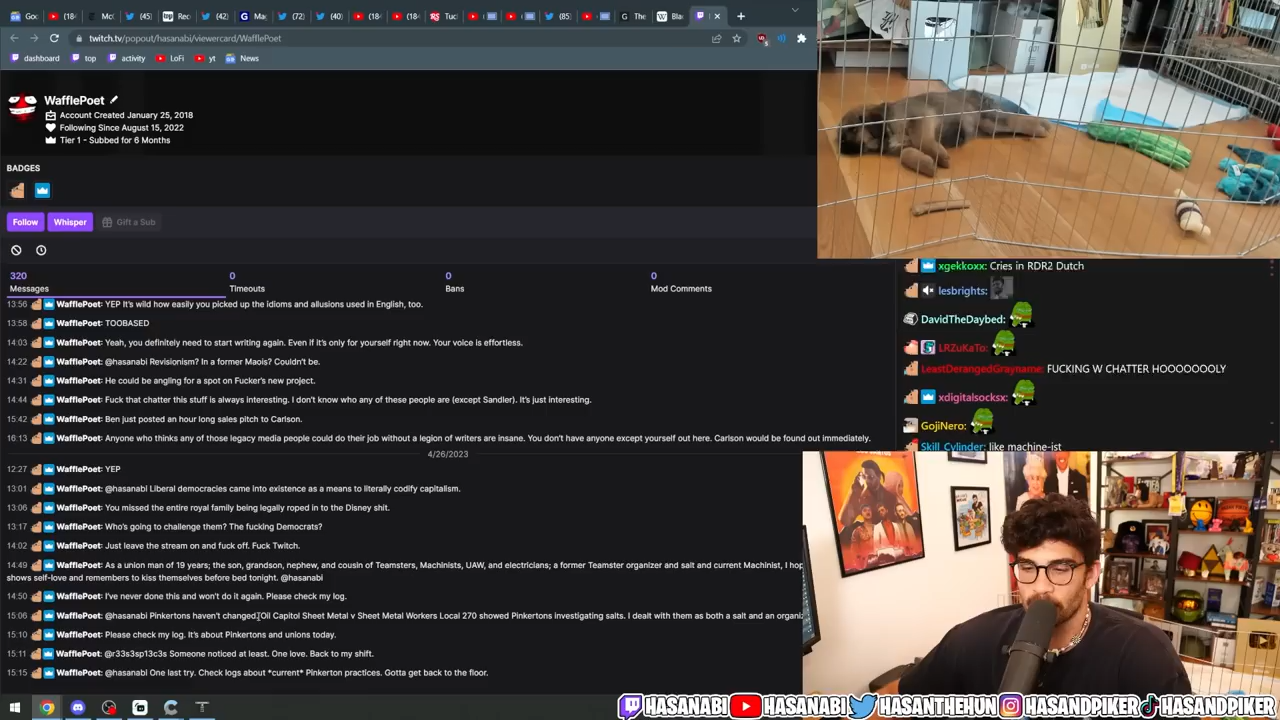 twitch.tv/popout/hasanabi/viewercard/WafflePoet
dashboard top activity LoFi yt News
WafflePoet
Account Created January 25, 2018
Following Since August 15, 2022
Tier 1 - Subbed for 6 Months
BADGES
Follow Whisper Gift a Sub
320 0 0 0
Messages Timeouts Bans Mod Comments
13:56 WafflePoet: YEP It's wild how easily you picked up the idioms and allusions used in English, too.
13:58 WafflePoet: TOOBASED
14:03 WafflePoet: Yeah, you definitely need to start writing again. Even if it's only for yourself right now. Your voice is effortless.
14:22 WafflePoet: @hasanabi Revisionism? In a former Maos? Couldn't be.
14:31 WafflePoet: He could be angling for a spot on Fucker's new project.
14:44 WafflePoet: Fuck that chatter this stuff is always interesting. I don't know who any of these people are (except Sandler). It's just interesting.
15:42 WafflePoet: Ben just posted an hour long sales pitch to Carlson.
16:13 WafflePoet: Anyone who thinks any of those legacy media people could do their job without a legion of writers are insane. You don't have anyone except yourself out here. Carlson would be found out immediately.
4/26/2023
12:27 WafflePoet: YEP
13:01 WafflePoet: @hasanabi Liberal democracies came into existence as a means to literally codify capitalism.
13:06 WafflePoet: You missed the entire royal family being legally roped in to the Disney shit.
13:17 WafflePoet: Who's going to challenge them? The fucking Democrats?
14:02 WafflePoet: Just leave the stream on and fuck off. Fuck Twitch.
14:49 WafflePoet: As a union man of 19 years; the son, grandson, nephew, and cousin of Teamsters, Machinists, UAW, and electricians; a former Teamster organizer and salt and current Machinist, I hop
shows self-love and remembers to kiss themselves before bed tonight. @hasanabi
14:50 WafflePoet: I've never done this and won't do it again. Please check my log.
15:06 WafflePoet: @hasanabi Pinkertons haven't changed. Oil Capitol Sheet Metal v Sheet Metal Workers Local 270 showed Pinkertons investigating salts. I dealt with them as both a salt and an organiz
15:10 WafflePoet: Please check my log. It's about Pinkertons and unions today.
15:11 WafflePoet: @r33s3sp13c3s Someone noticed at least. One love. Back to my shift.
15:15 WafflePoet: @hasanabi One last try. Check logs about *current* Pinkerton practices. Gotta get back to the floor.
xgekkoxx: Cries in RDR2 Dutch
lesbrights:
DavidTheDaybed:
LRZuKaTo:
LeastDerangedGrayname: FUCKING W CHATTER HOOOOOOOLY
xdigitalsocksx:
GojiNero:
Skill_Cylinder: like machine-ist
HASANABI HASANABI HASANTHEHUN HASANDPIKER HASANDPIKER